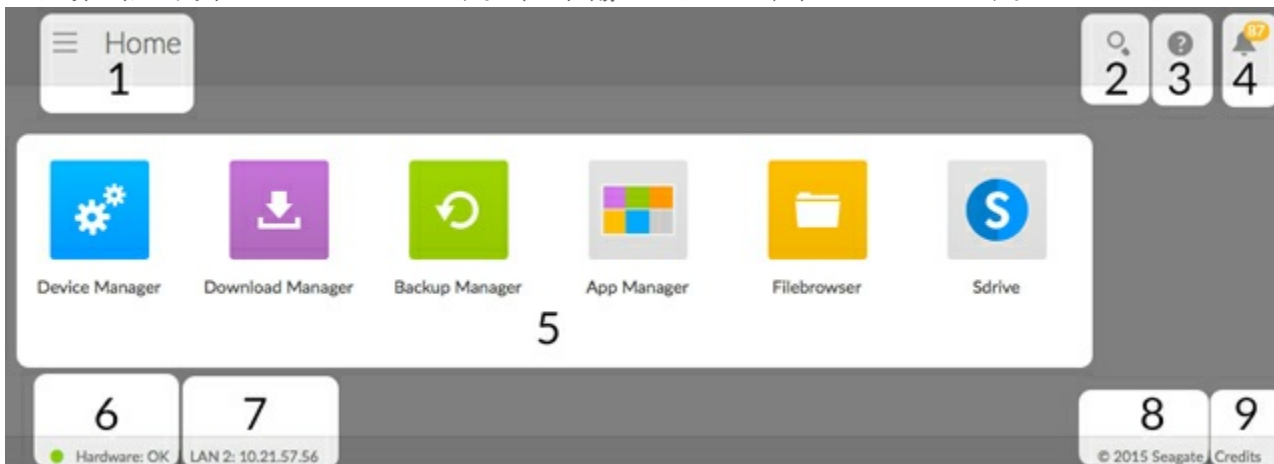 Home
87
1
2
3
4
Device Manager
Download Manager
Backup Manager
App Manager
Filebrowser
S
Sdrive
5
6
7
8
9
Hardware: OK
LAN 2: 10.21.57.56
© 2015 Seagate
Credits